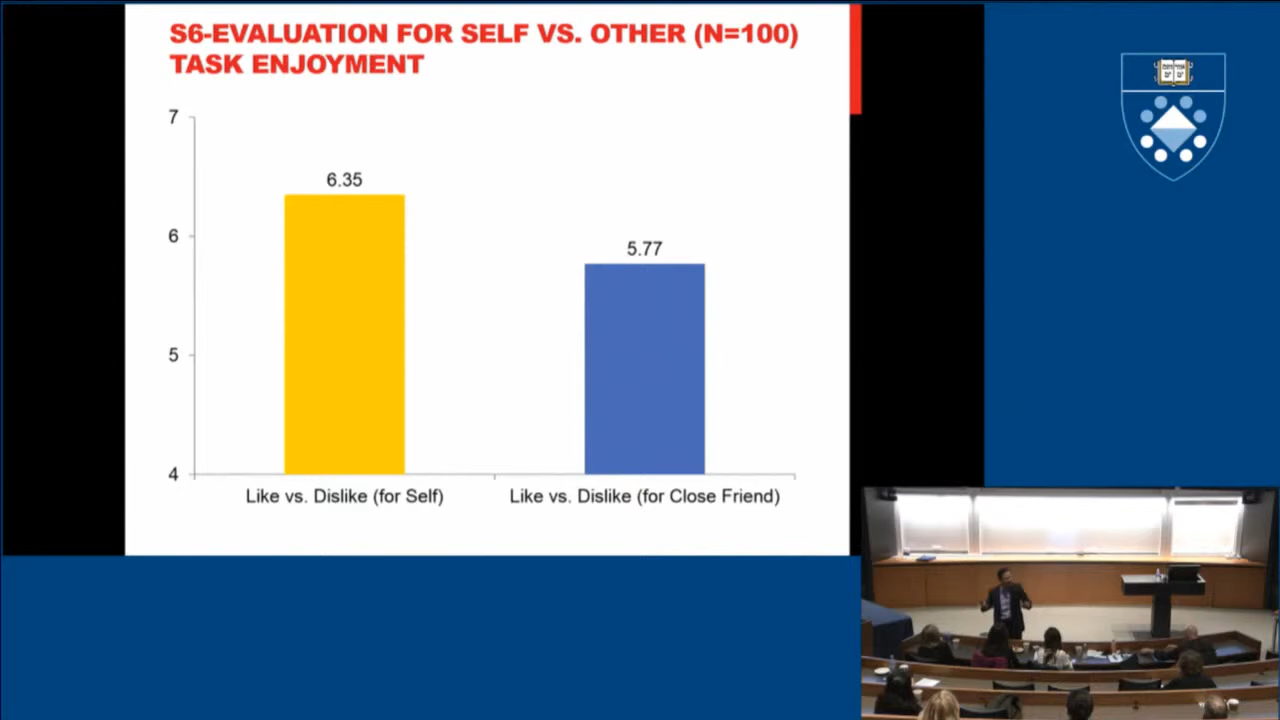 S6-EVALUATION FOR SELF VS. OTHER (N=100)
TASK ENJOYMENT
7
6
5
4
6.35
5.77
Like vs. Dislike (for Self)
Like vs. Dislike (for Close Friend)